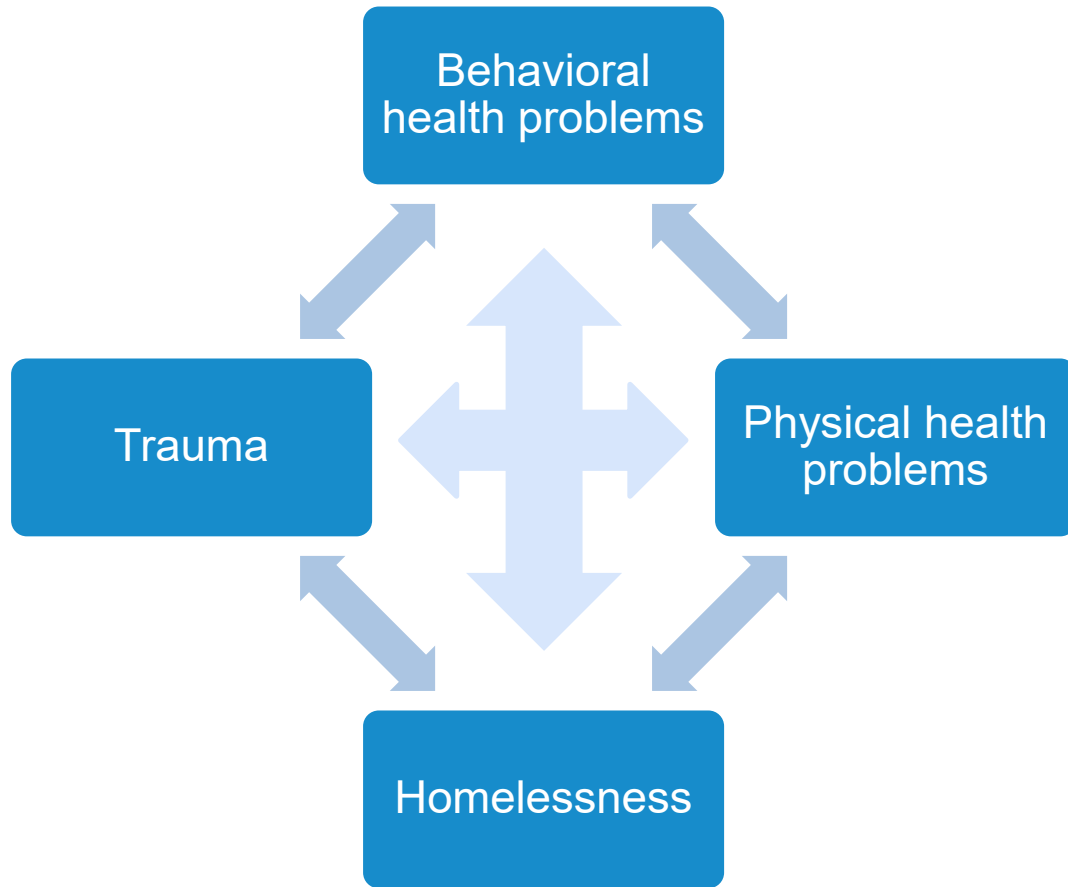 Behavioral
health problems
Trauma
Physical health
problems
Homelessness